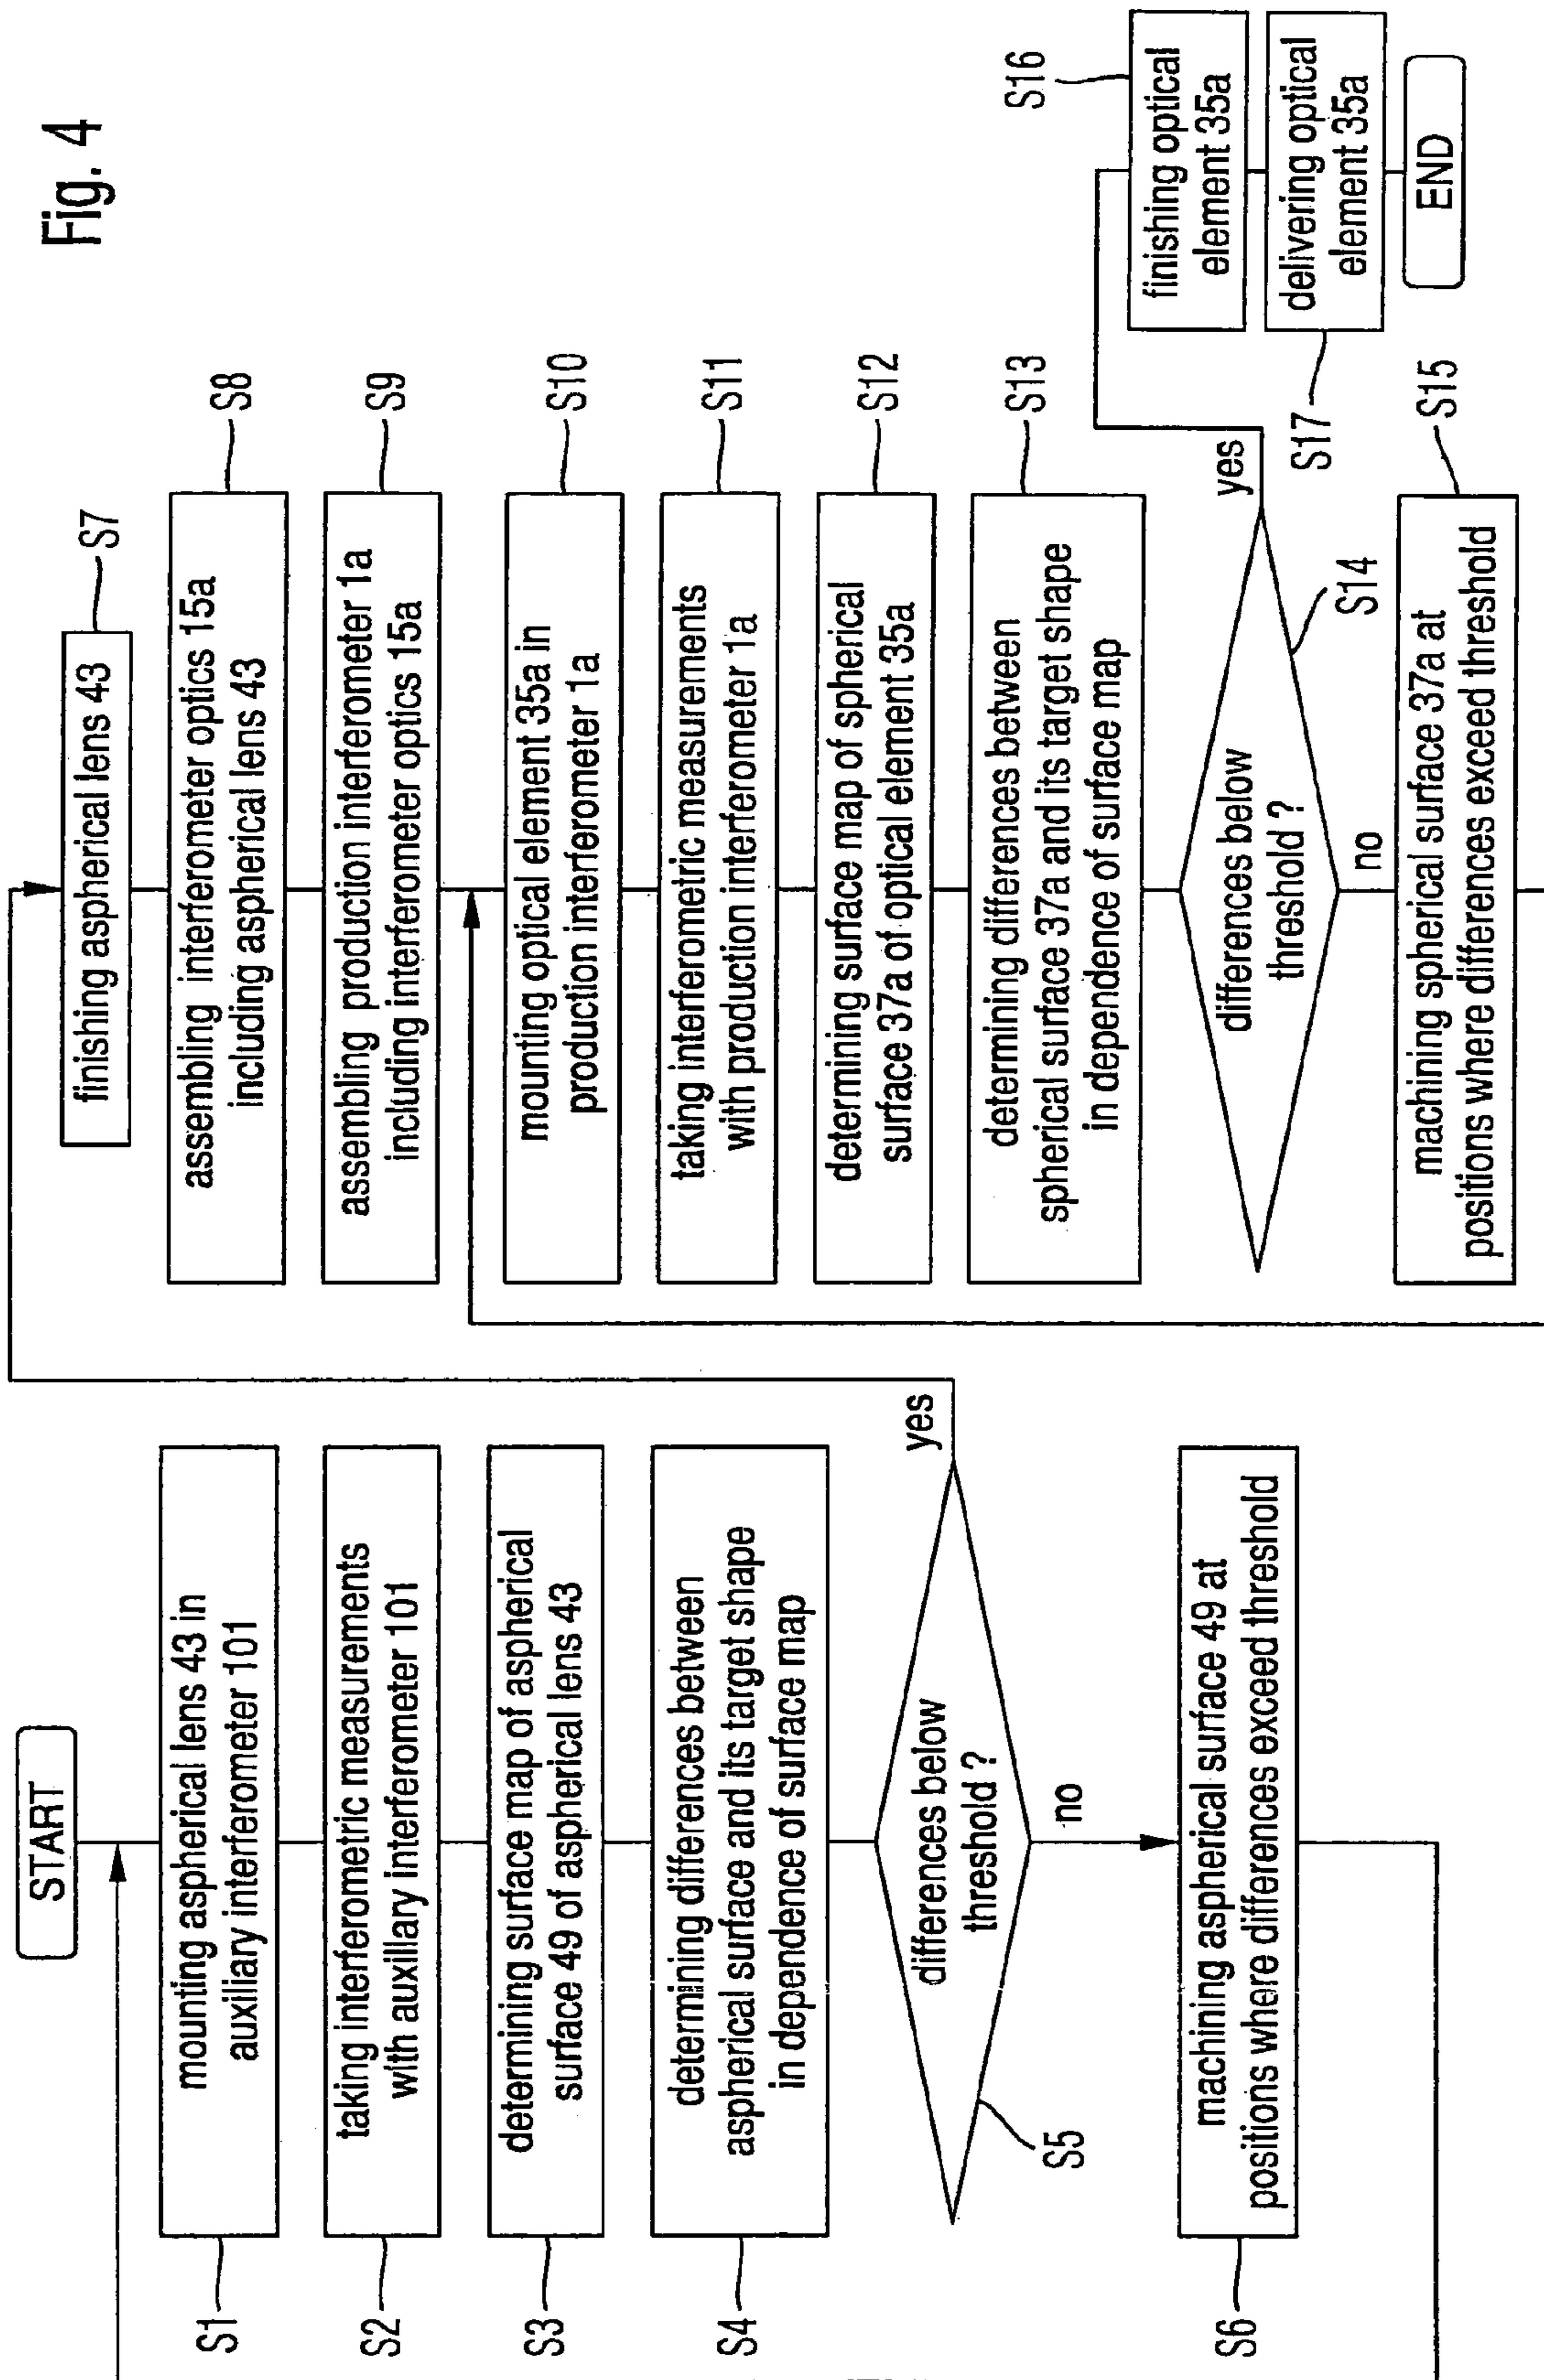 Fig. 4
START
S1
mounting aspherical lens 43 in
auxiliary interferometer 101
S2
taking interferometric measurements
with auxiliary interferometer 101
S3
determining surface map of aspherical
surface 49 of aspherical lens 43
S4
determining differences between
aspherical surface and its target shape
in dependence of surface map
differences below
threshold ?
S5
yes
no
S6
machining aspherical surface 49 at
positions where differences exceed threshold
finishing aspherical lens 43
S7
assembling interferometer optics 15a
including aspherical lens 43
S8
assembling production interferometer 1a
including interferometer optics 15a
S9
mounting optical element 35a in
production interferometer 1a
S10
taking interferometric measurements
with production interferometer 1a
S11
determining surface map of spherical
surface 37a of optical element 35a
S12
determining differences between
spherical surface 37a and its target shape
in dependence of surface map
S13
differences below
threshold ?
S14
yes
no
machining spherical surface 37a at
positions where differences exceed threshold
S15
S16
finishing optical
element 35a
S17
delivering optical
element 35a
END